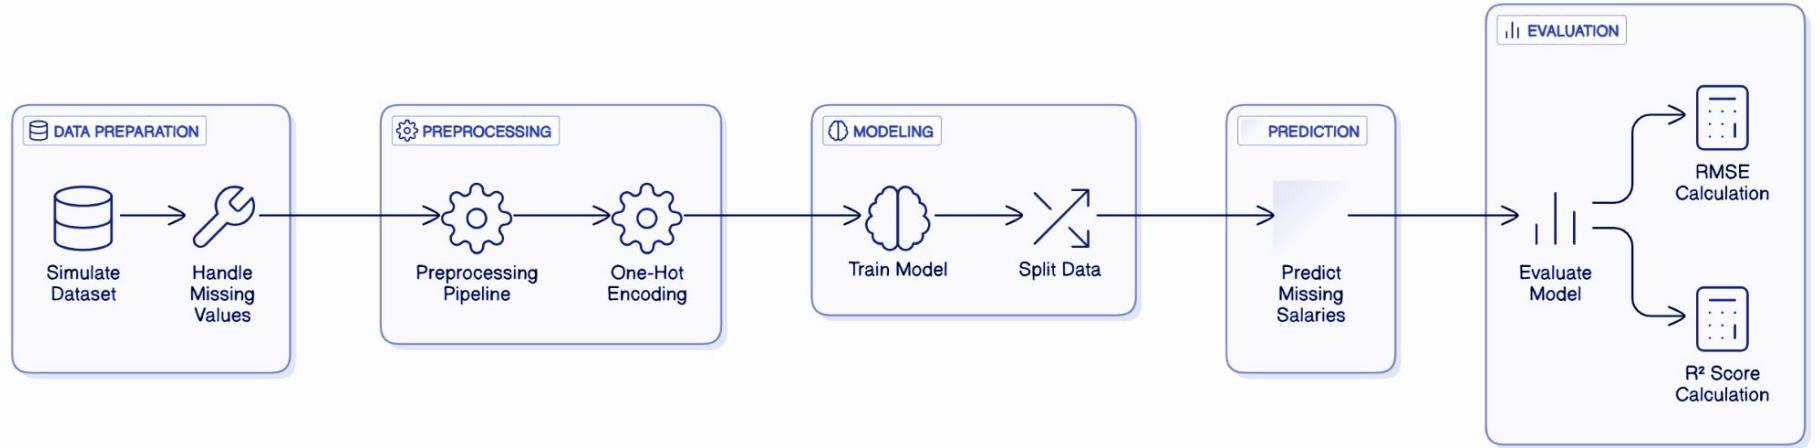 DATA PREPARATION
Simulate
Dataset
Handle
Missing
Values
PREPROCESSING
Preprocessing
Pipeline
One-Hot
Encoding
MODELING
Train Model
Split Data
PREDICTION
Predict
Missing
Salaries
EVALUATION
Evaluate
Model
RMSE
Calculation
R² Score
Calculation